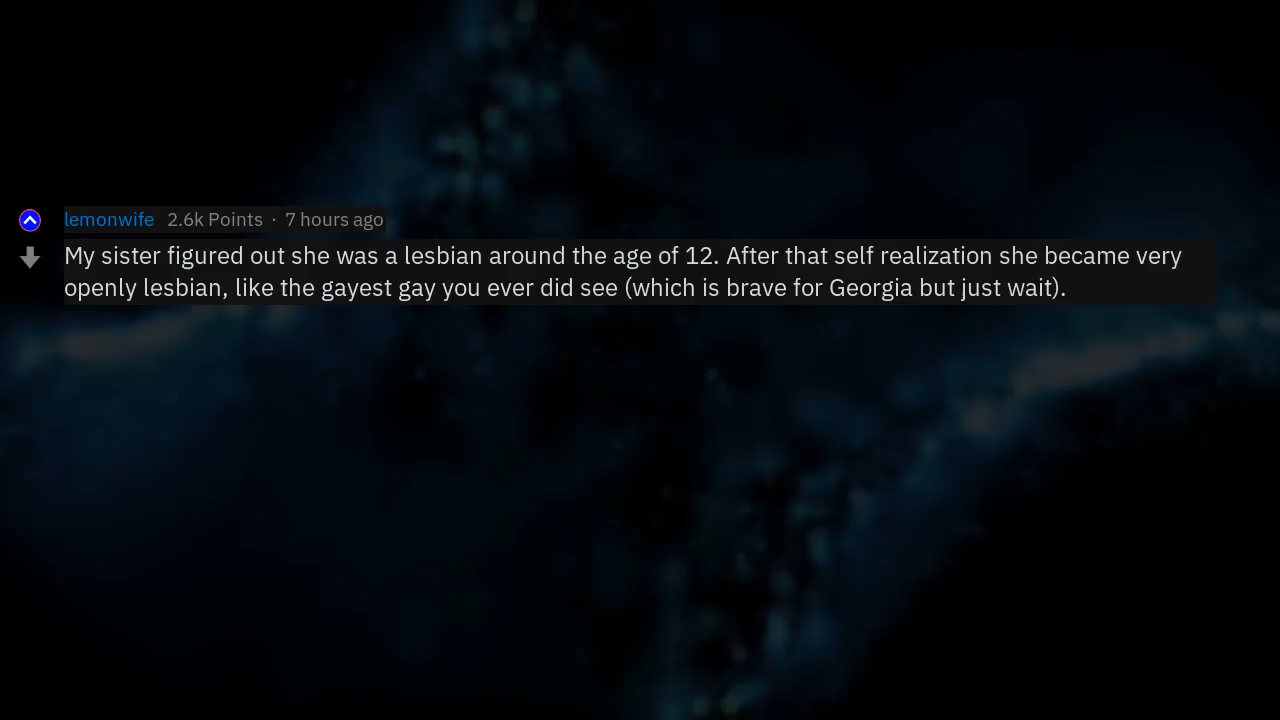 lemonwife 2.6k Points · 7 hours ago
My sister figured out she was a lesbian around the age of 12. After that self realization she became very
openly lesbian, like the gayest gay you ever did see (which is brave for Georgia but just wait).